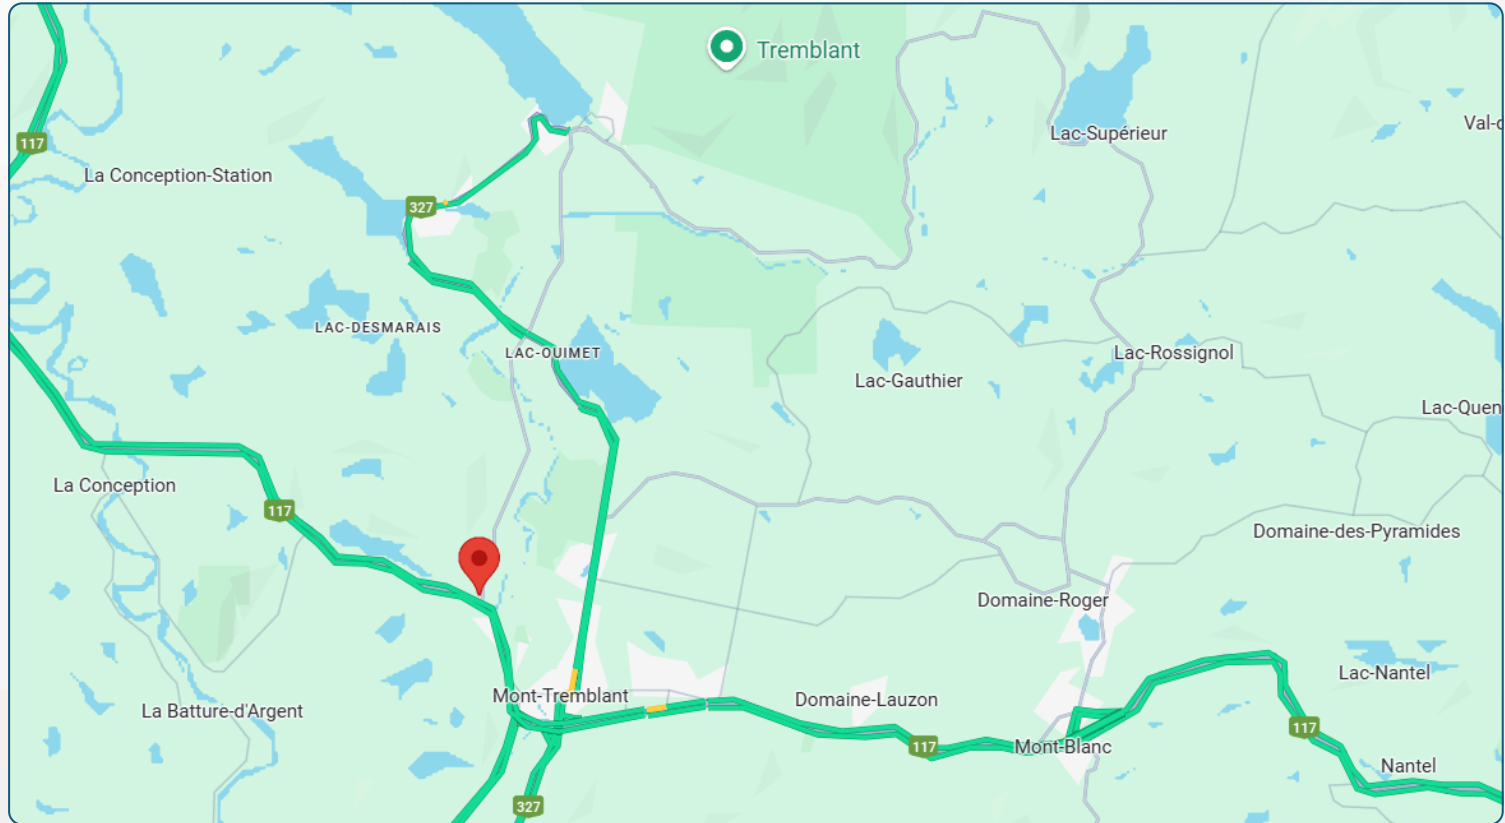 Tremblant
117
Lac-Supérieur
La Conception-Station
327
LAC-DESMARAIS
LAC-OUIMET
Lac-Rossignol
Lac-Gauthier
La Conception
117
Domaine-des-Pyramides
Domaine-Roger
Lac-Nantel
Mont-Tremblant
Domaine-Lauzon
La Batture-d'Argent
117
117
Mont-Blanc
Nantel
327